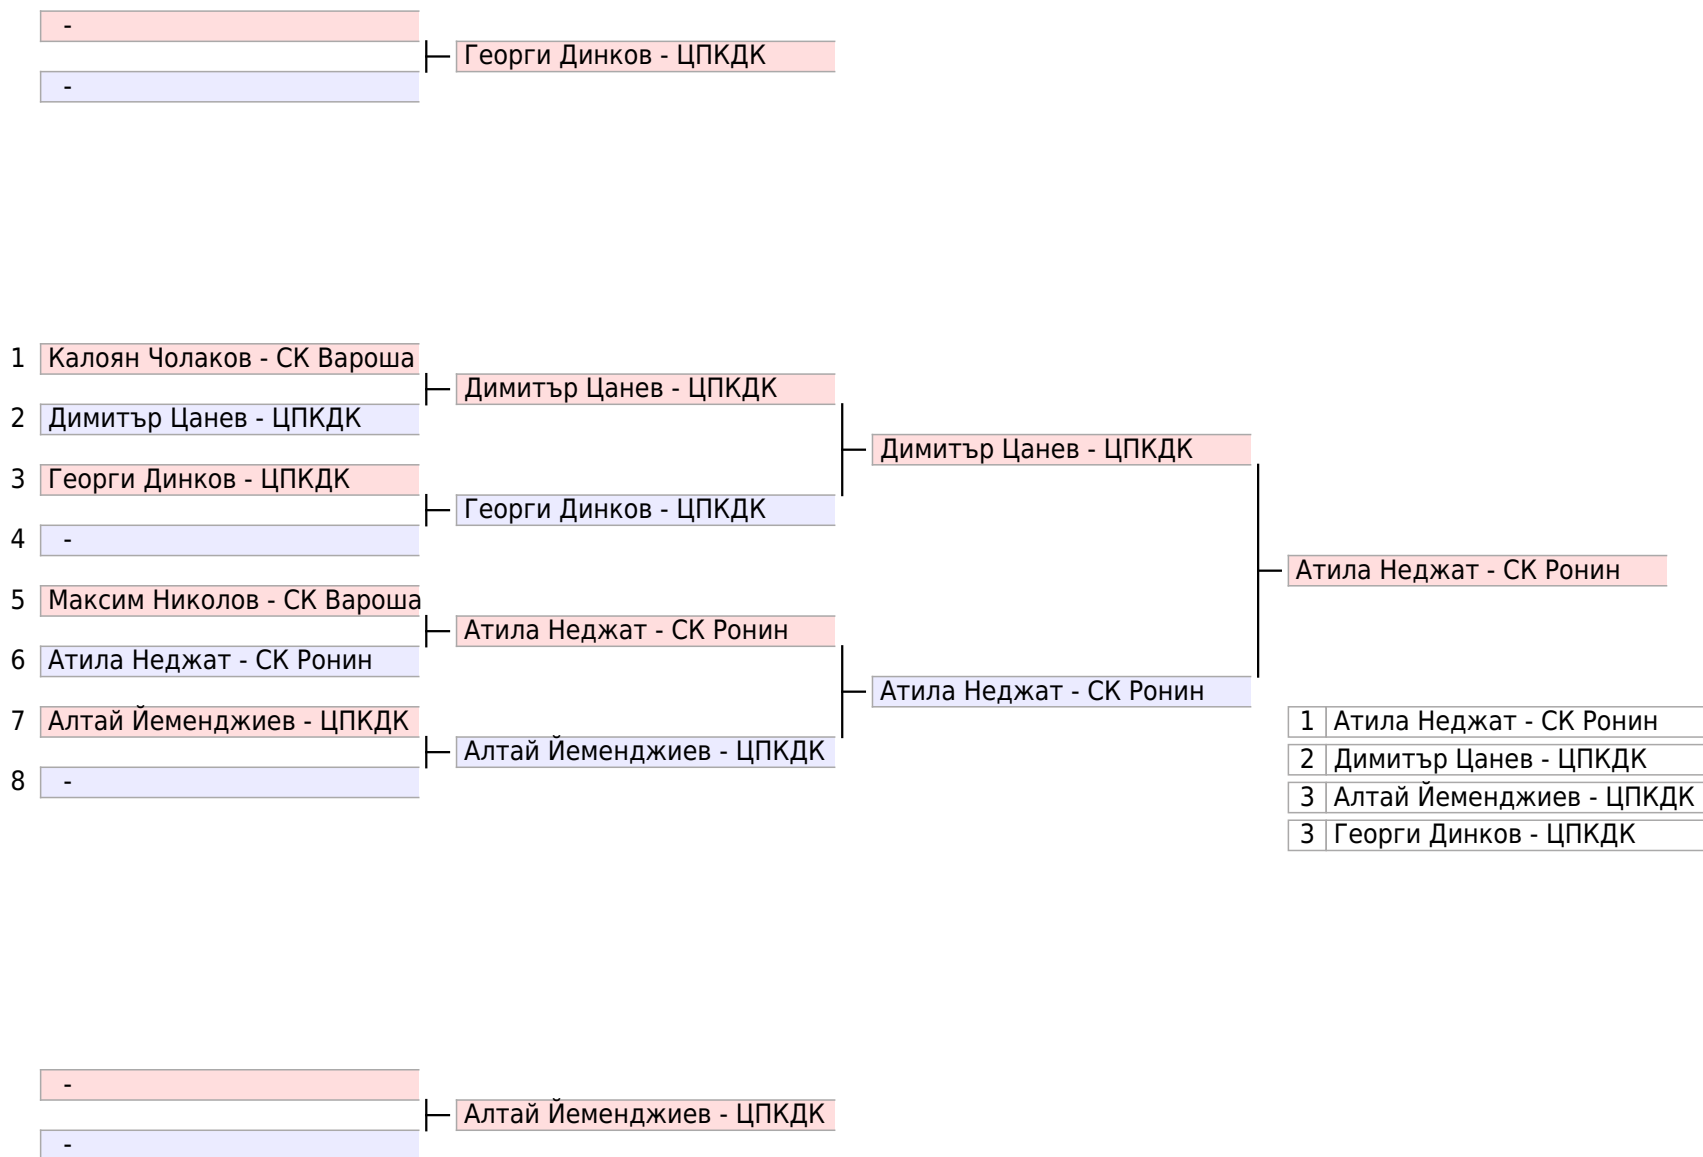 -
Георги Динков - ЦПКДК
-
1 Калоян Чолаков - СК Вароша
Димитър Цанев - ЦПКДК
2 Димитър Цанев - ЦПКДК
Димитър Цанев - ЦПКДК
3 Георги Динков - ЦПКДК
Георги Динков - ЦПКДК
4 -
Атила Неджат - СК Ронин
5 Максим Николов - СК Вароша
Атила Неджат - СК Ронин
6 Атила Неджат - СК Ронин
Атила Неджат - СК Ронин
7 Алтай Йеменджиев - ЦПКДК
1 Атила Неджат - СК Ронин
Алтай Йеменджиев - ЦПКДК
2 Димитър Цанев - ЦПКДК
8 -
3 Алтай Йеменджиев - ЦПКДК
3 Георги Динков - ЦПКДК
-
Алтай Йеменджиев - ЦПКДК
-